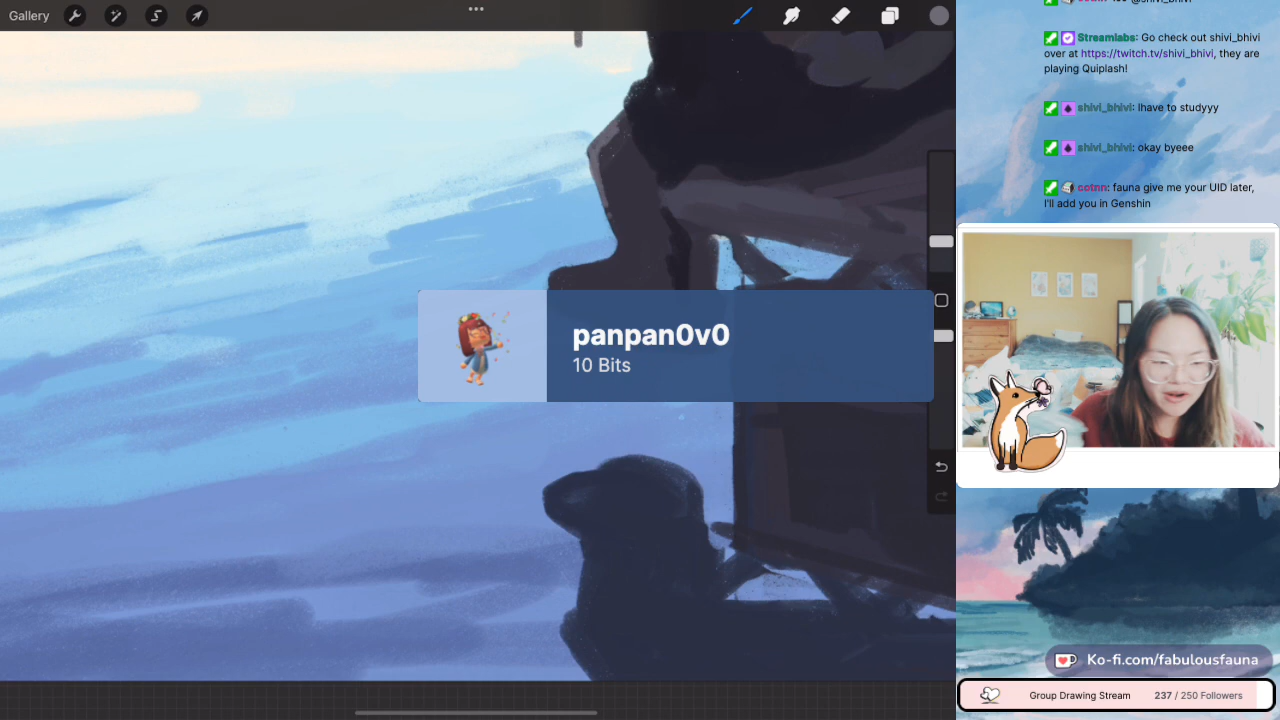 Gallery
Streamlabs: Go check out shivi_bhivi
over at https://twitch.tv/shivi_bhivi, they are
playing Quiplash!
shivi_bhivi: Ihave to studyyy
shivi_bhivi: okay byeee
cotnn: fauna give me your UID later,
I'll add you in Genshin
panpan0v0
10 Bits
Ko-fi.com/fabulousfauna
Group Drawing Stream 237 / 250 Followers